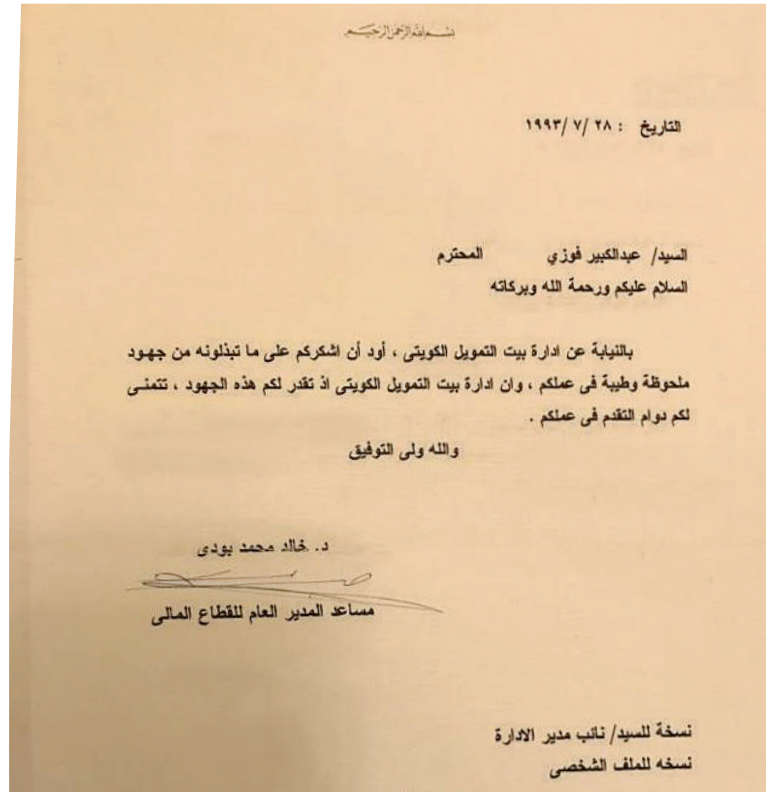 بسم الله الرحمن الرحيم
التاريخ : ٢٨ /٧ /١٩٩٣
السيد/ عبدالكبير فوزي المحترم
السلام عليكم ورحمة الله وبركاته
بالنيابة عن ادارة بيت التمويل الكويتى ، أود أن اشكركم على ما تبذلونه من جهود
ملحوظة وطيبة فى عملكم ، وان ادارة بيت التمويل الكويتى اذ تقدر لكم هذه الجهود ، تتمنى
لكم دوام التقدم فى عملكم .
والله ولى التوفيق
د. خالد محمد بودى
مساعد المدير العام للقطاع المالى
نسخة للسيد/ نائب مدير الادارة
نسخه للملف الشخصى